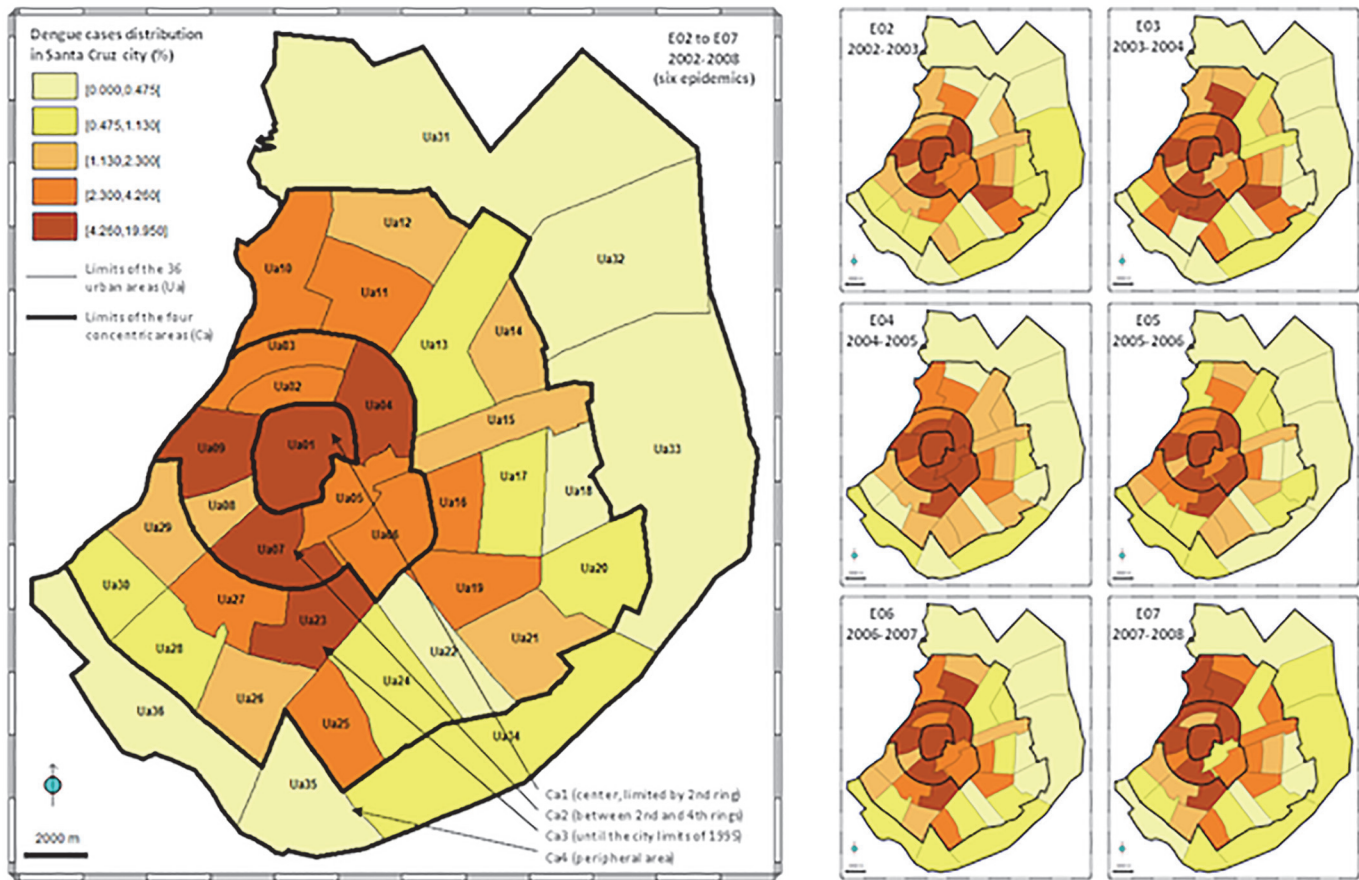 Dengue cases distribution
in Santa Cruz city (%)
[0.000,0.475[
[0.475,1.130[
[1.130,2.300[
[2.300,4.260[
[4.260,19.950]
Limits of the 36
urban areas (Ua)
Limits of the four
concentric areas (Ca)
E02 to E07
2002-2008
(six epidemics)
Ua31
Ua12
Ua10
Ua32
Ua11
Ua14
Ua13
Ua03
Ua02
Ua04
Ua15
Ua01
Ua09
Ua33
Ua17
Ua05
Ua16
Ua18
Ua08
Ua29
Ua06
Ua07
Ua20
Ua30
Ua19
Ua27
Ua23
Ua21
Ua28
Ua22
Ua24
Ua26
Ua36
Ua25
Ua34
Ua35
Ca1 (center, limited by 2nd ring)
Ca2 (between 2nd and 4th rings)
Ca3 (until the city limits of 1995)
Ca4 (peripheral area)
2000 m
E02
2002-2003
E03
2003-2004
E04
2004-2005
E05
2005-2006
E06
2006-2007
E07
2007-2008